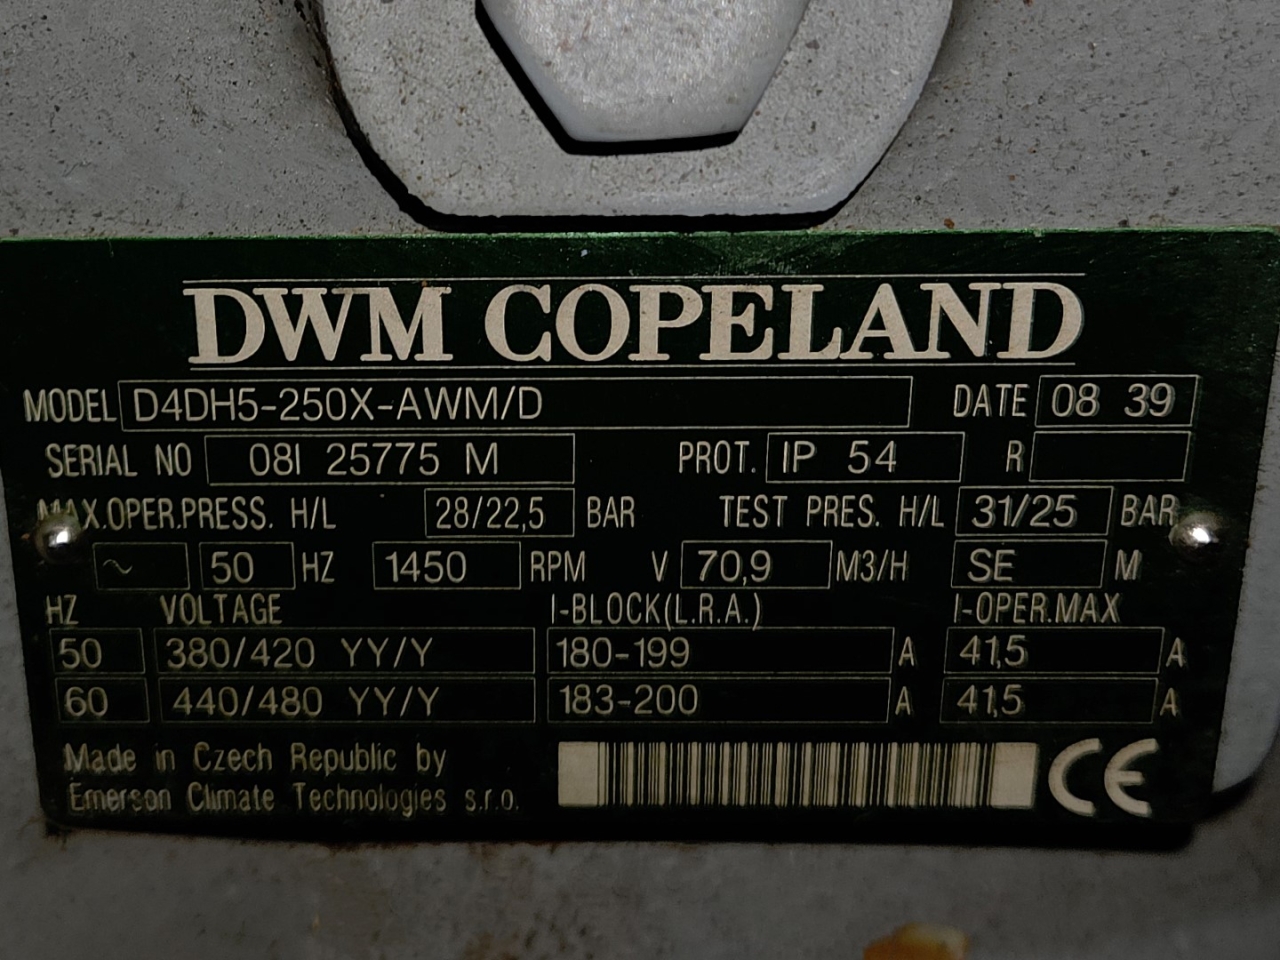 DWM COPELAND
MODEL D4DH5-250X-AWM/D DATE 08 39
SERIAL NO 08I 25775 M PROT. IP 54 R
MAX.OPER.PRESS. H/L 28/22,5 BAR TEST PRES. H/L 31/25 BAR
~ 50 HZ 1450 RPM V 70,9 M3/H SE M
HZ VOLTAGE I-BLOCK(L.R.A.) I-OPER.MAX
50 380/420 YY/Y 180-199 A 41,5 A
60 440/480 YY/Y 183-200 A 41,5 A
Made in Czech Republic by
Emerson Climate Technologies s.r.o.
CE